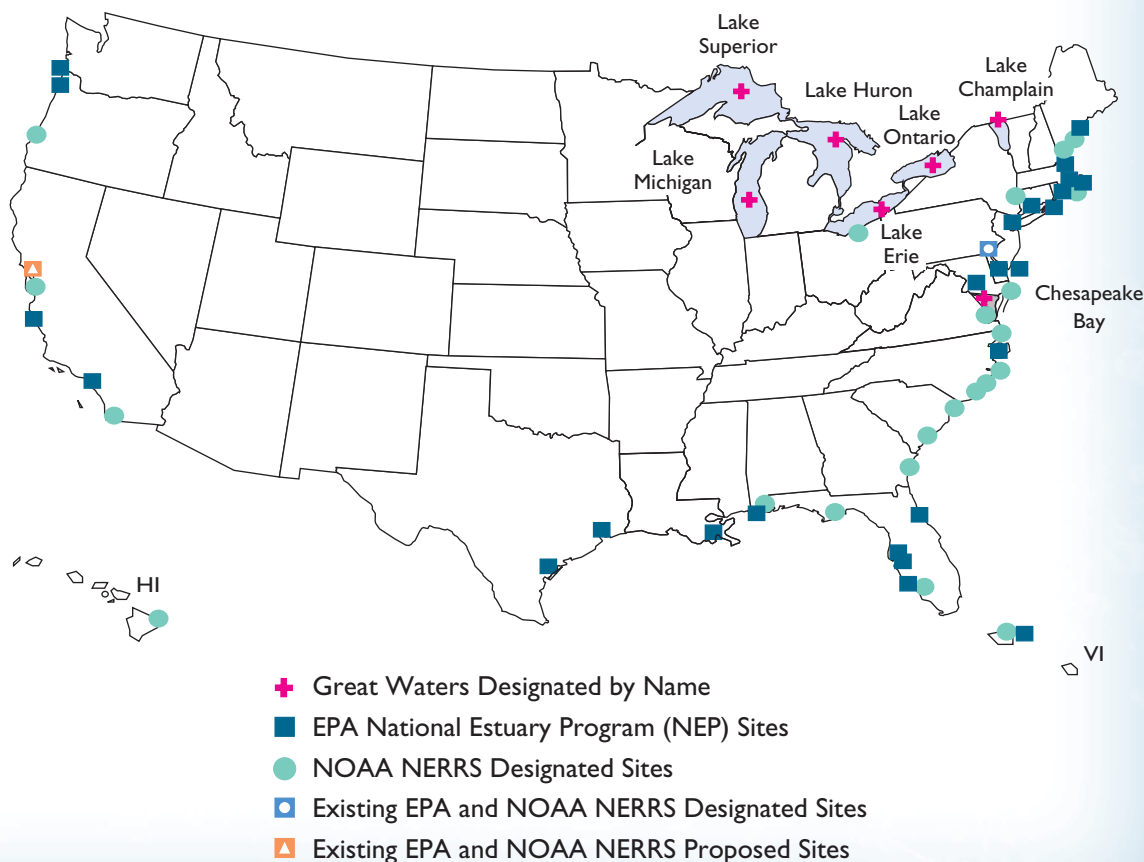 Lake
Superior
Lake Huron
Lake
Champlain
Lake
Ontario
Lake
Michigan
Lake
Erie
Chesapeake
Bay
HI
VI
Great Waters Designated by Name
EPA National Estuary Program (NEP) Sites
NOAA NERRS Designated Sites
Existing EPA and NOAA NERRS Designated Sites
Existing EPA and NOAA NERRS Proposed Sites